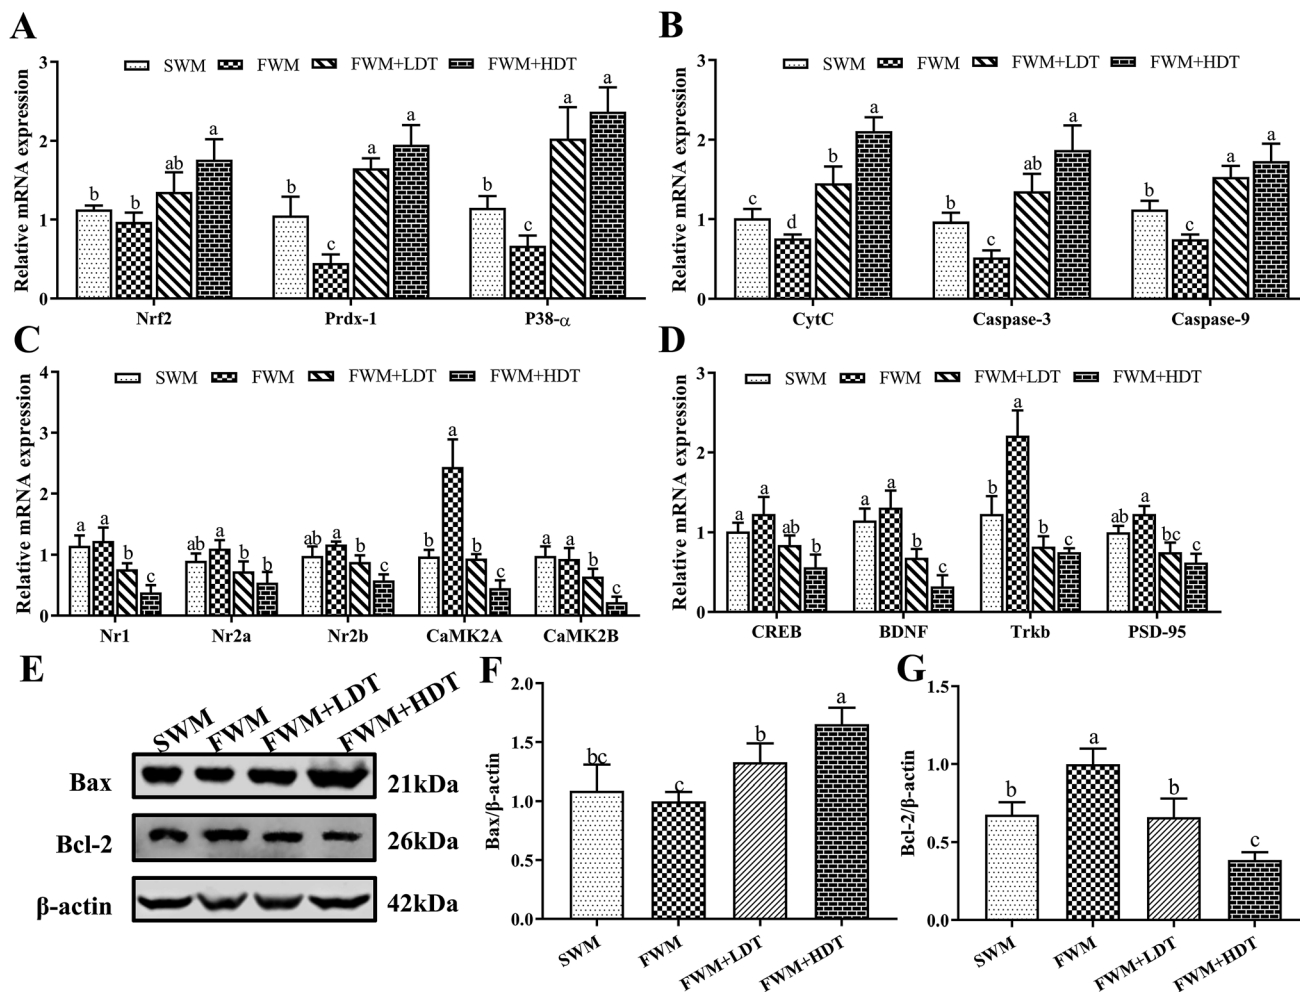 A
SWM FWM FWM+LDT FWM+HDT
Relative mRNA expression
3
2
1
0
b b ab a
b c a a
b c a a
Nrf2 Prdx-1 P38-α
B
SWM FWM FWM+LDT FWM+HDT
Relative mRNA expression
3
2
1
0
c d b a
b c ab a
b c a a
CytC Caspase-3 Caspase-9
C
SWM FWM FWM+LDT FWM+HDT
Relative mRNA expression
4
3
2
1
0
a a b c
ab a b b
ab a b c
b a b c
a a b c
Nr1 Nr2a Nr2b CaMK2A CaMK2B
D
SWM FWM FWM+LDT FWM+HDT
Relative mRNA expression
3
2
1
0
a a ab b
a a b c
b a b b
ab a bc c
CREB BDNF Trkb PSD-95
E
SWM FWM FWM+LDT FWM+HDT
Bax 21kDa
Bcl-2 26kDa
β-actin 42kDa
F
Bax/β-actin
2.0
1.5
1.0
0.5
0.0
bc c b a
SWM FWM FWM+LDT FWM+HDT
G
Bcl-2/β-actin
1.5
1.0
0.5
0.0
b a b c
SWM FWM FWM+LDT FWM+HDT